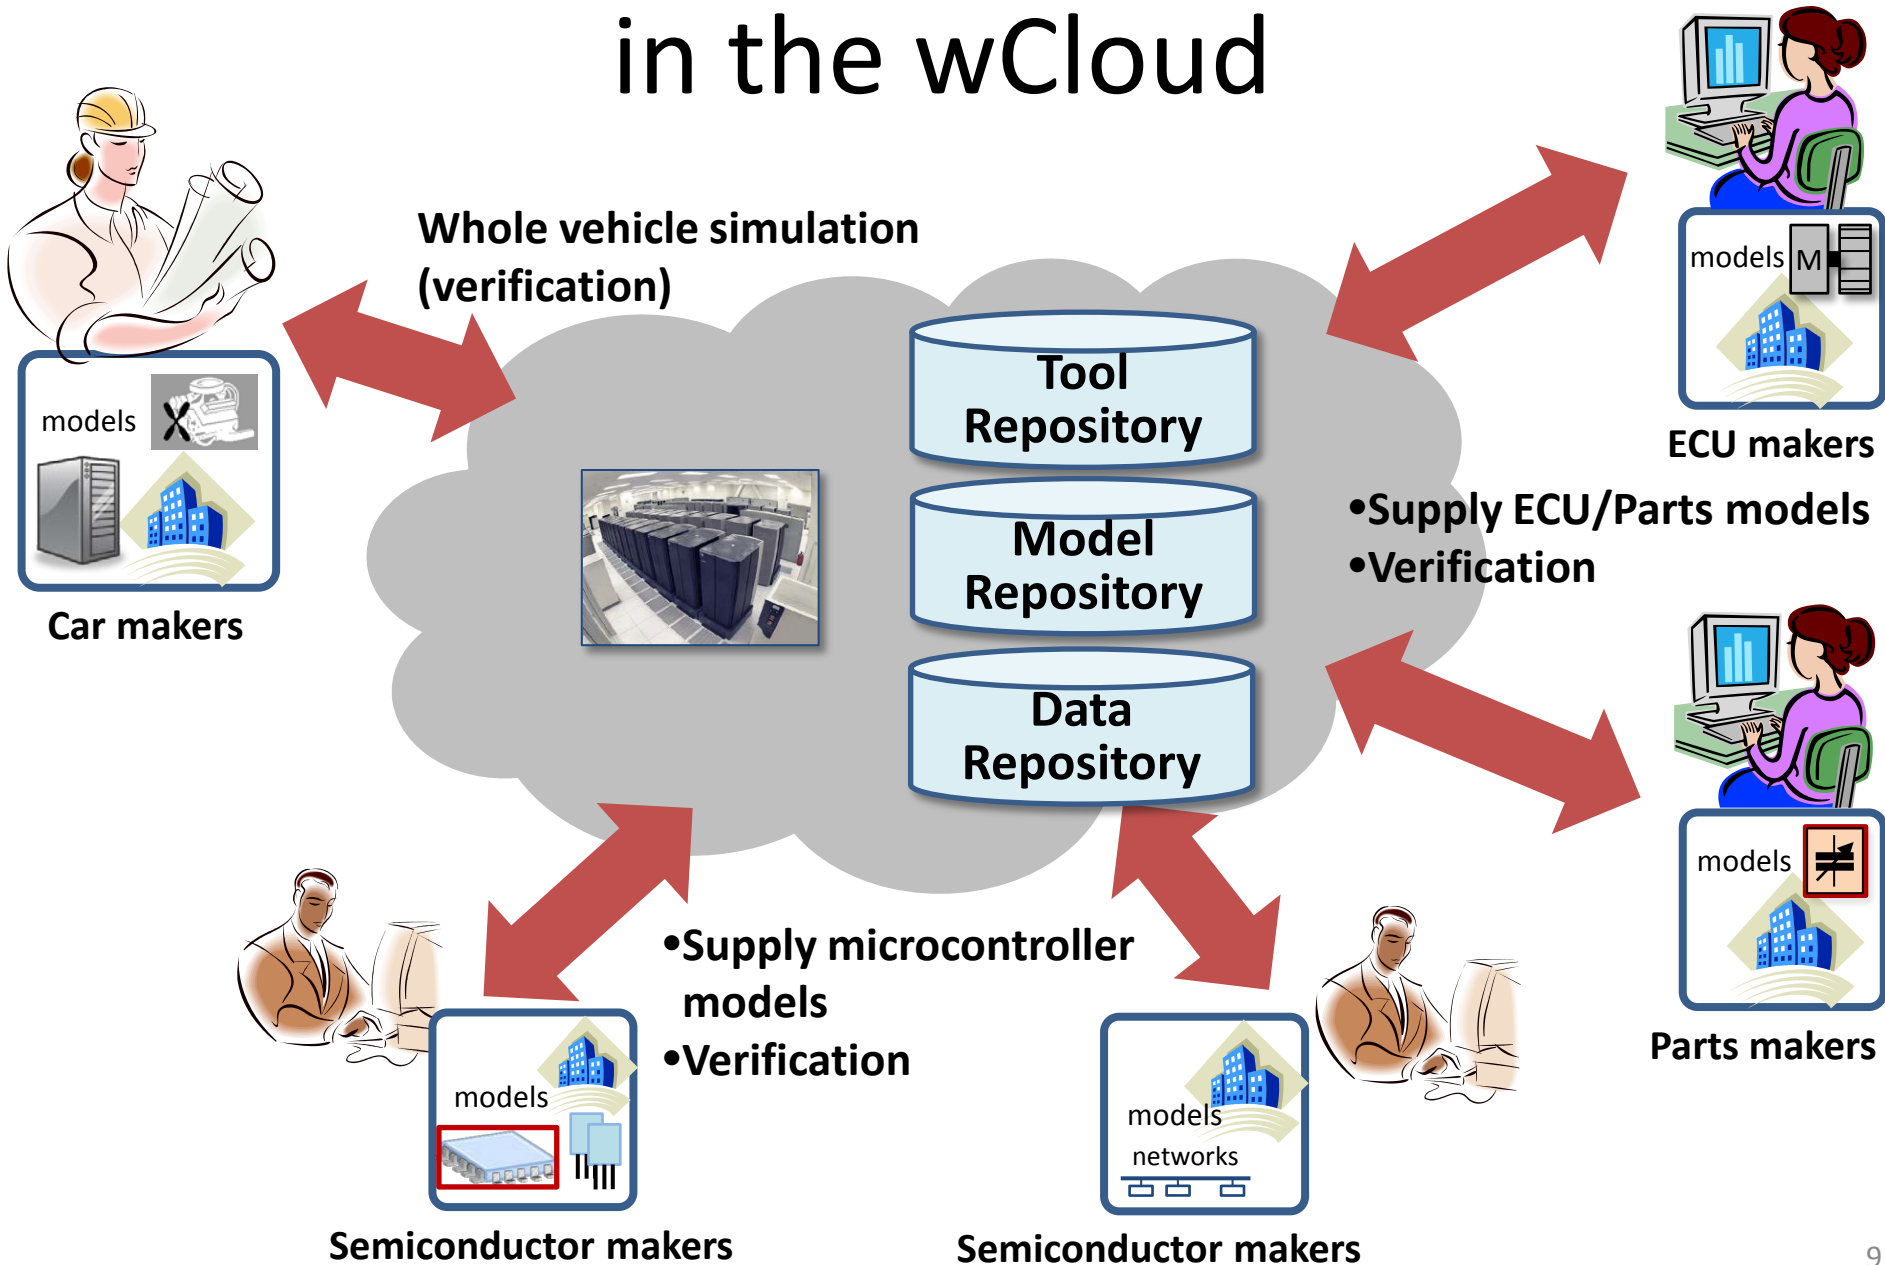 in the wCloud
Whole vehicle simulation
(verification)
models
Car makers
Tool
Repository
Model
Repository
Data
Repository
models M
ECU makers
•Supply ECU/Parts models
•Verification
models
Parts makers
•Supply microcontroller
models
•Verification
models
Semiconductor makers
models
networks
Semiconductor makers
9